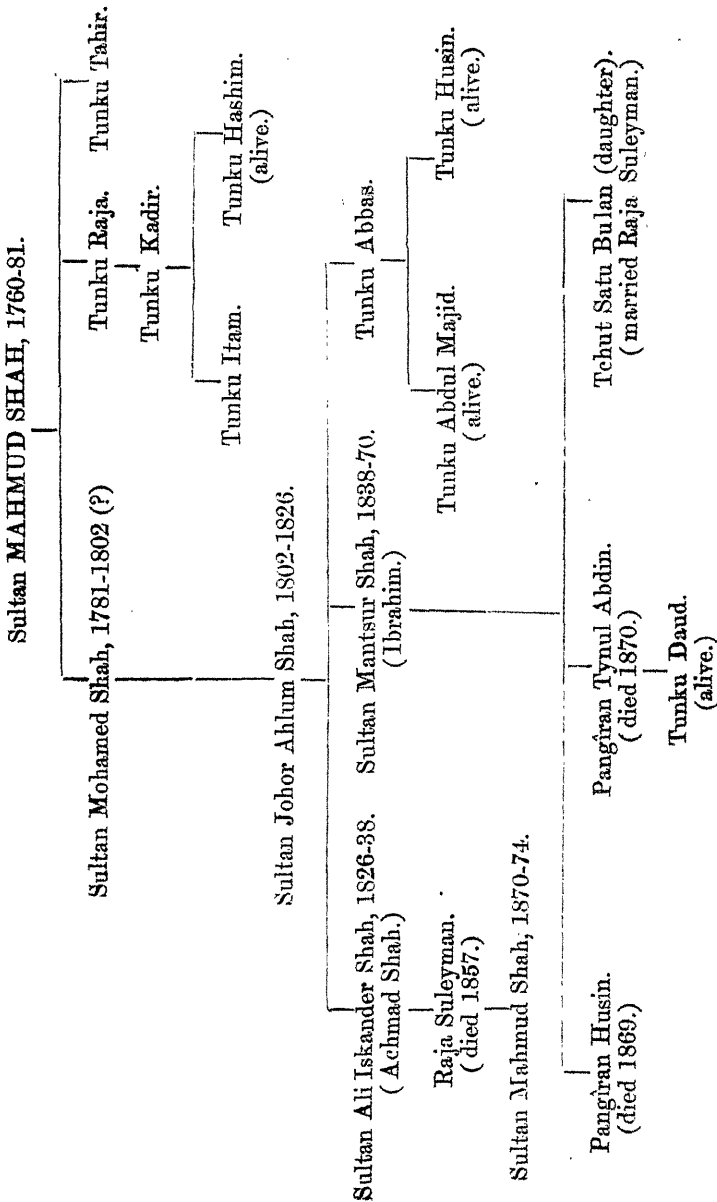 Sultan MAHMUD SHAH, 1760-81.
Sultan Mohamed Shah, 1781-1802 (?)
Tunku Raja.
Tunku Tahir.
Tunku Kadir.
Tunku Itam.
Tunku Hashim.
(alive.)
Sultan Johor Ahlum Shah, 1802-1826.
Sultan Ali Iskander Shah, 1826-38.
(Achmad Shah.)
Sultan Mantsur Shah, 1838-70.
(Ibrahim.)
Tunku Abbas.
Raja Suleyman.
(died 1857.)
Tunku Abdul Majid.
(alive.)
Tunku Husin.
(alive.)
Sultan Mahmud Shah, 1870-74.
Pangîran Husin.
(died 1869.)
Pangîran Tynul Abdin.
(died 1870.)
Tchut Satu Bulan (daughter).
(married Raja Suleyman.)
Tunku Daud.
(alive.)